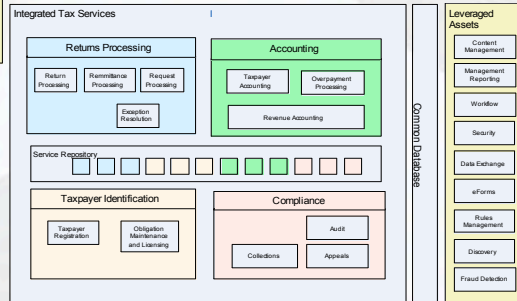 Integrated Tax Services
I
Leveraged
Assets
Returns Processing
Return
Processing
Remmittance
Processing
Request
Processing
Exception
Resolution
Accounting
Taxpayer
Accounting
Overpayment
Processing
Revenue Accounting
Service Repository
Taxpayer Identification
Taxpayer
Registration
Obligation
Maintenance
and Licensing
Compliance
Audit
Collections
Appeals
Common Database
Content
Management
Management
Reporting
Workflow
Security
Data Exchange
eForms
Rules
Management
Discovery
Fraud Detection